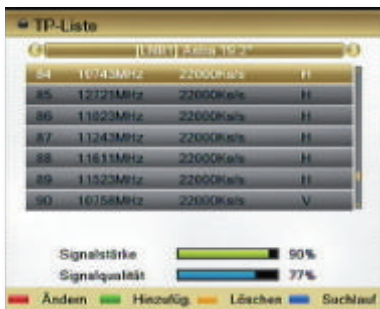 TP-Liste
[LNB1] Astra 19.2°
84 10743MHz 22000Ks/s H
85 12721MHz 22000Ks/s H
86 11023MHz 22000Ks/s H
87 11243MHz 22000Ks/s H
88 11611MHz 22000Ks/s H
89 11523MHz 22000Ks/s H
90 10758MHz 22000Ks/s V
Signalstärke 90%
Signalqualität 77%
Ändern Hinzufüg. Löschen Suchlauf